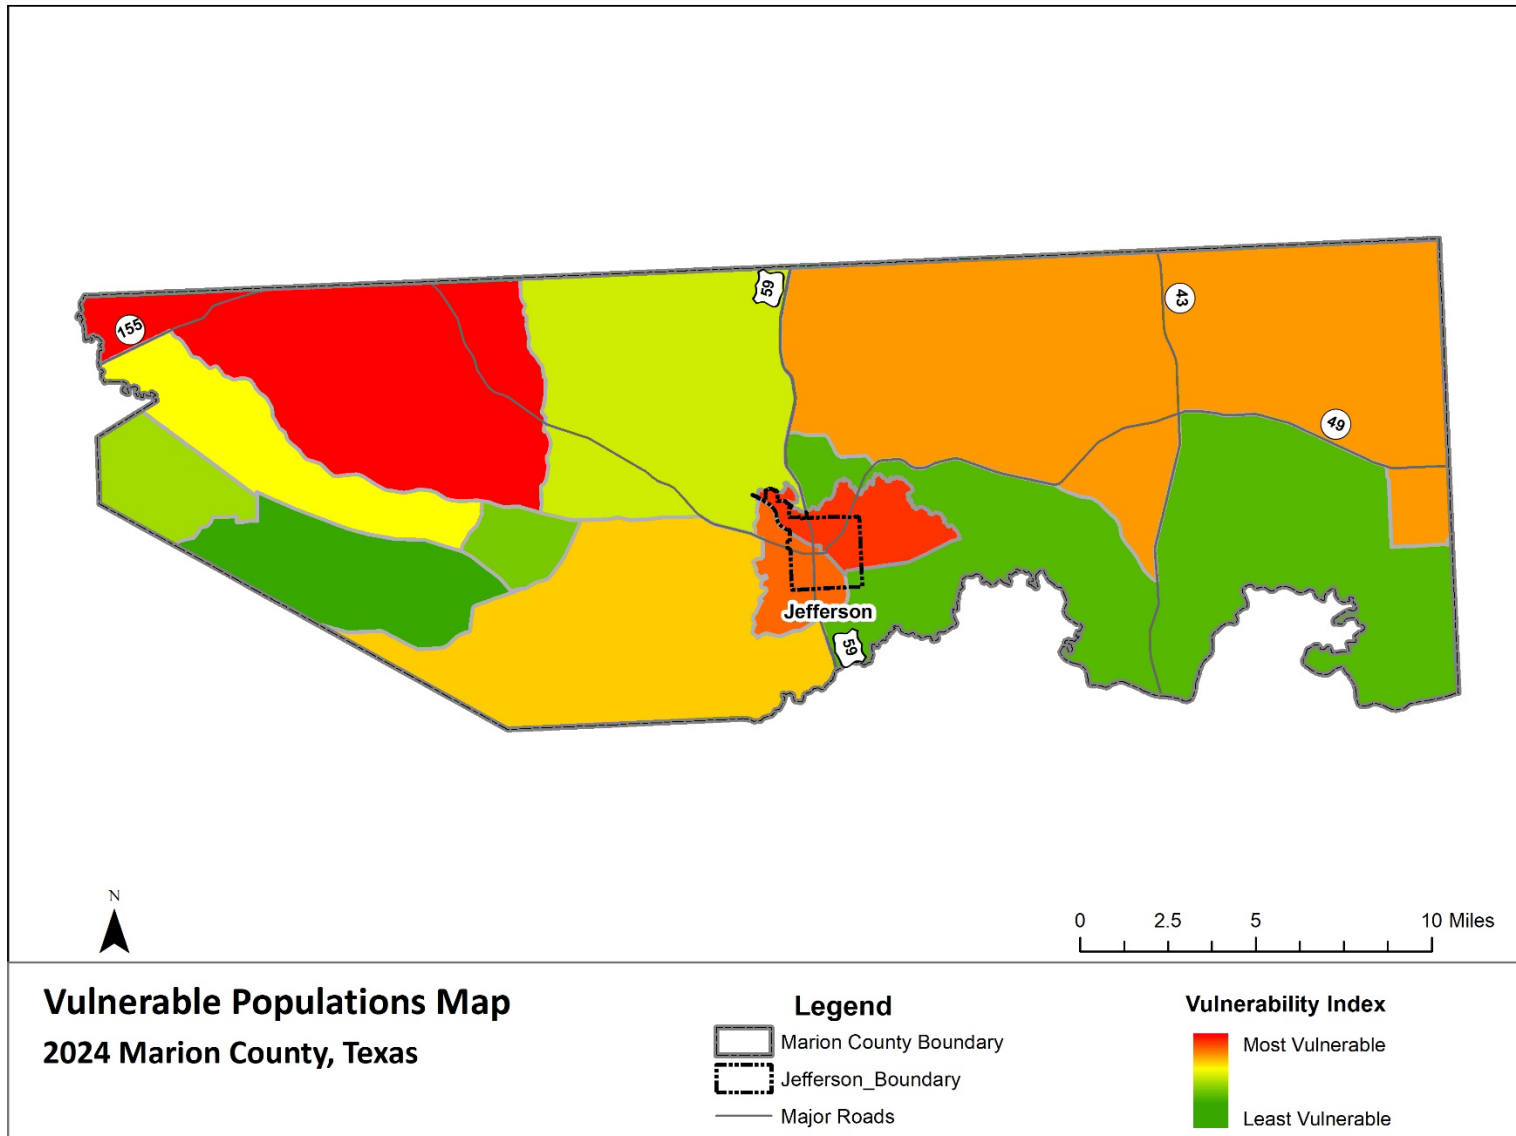 59
43
155
49
Jefferson
59
N
0 2.5 5 10 Miles
Vulnerable Populations Map
2024 Marion County, Texas
Legend
Marion County Boundary
Jefferson_Boundary
Major Roads
Vulnerability Index
Most Vulnerable
Least Vulnerable